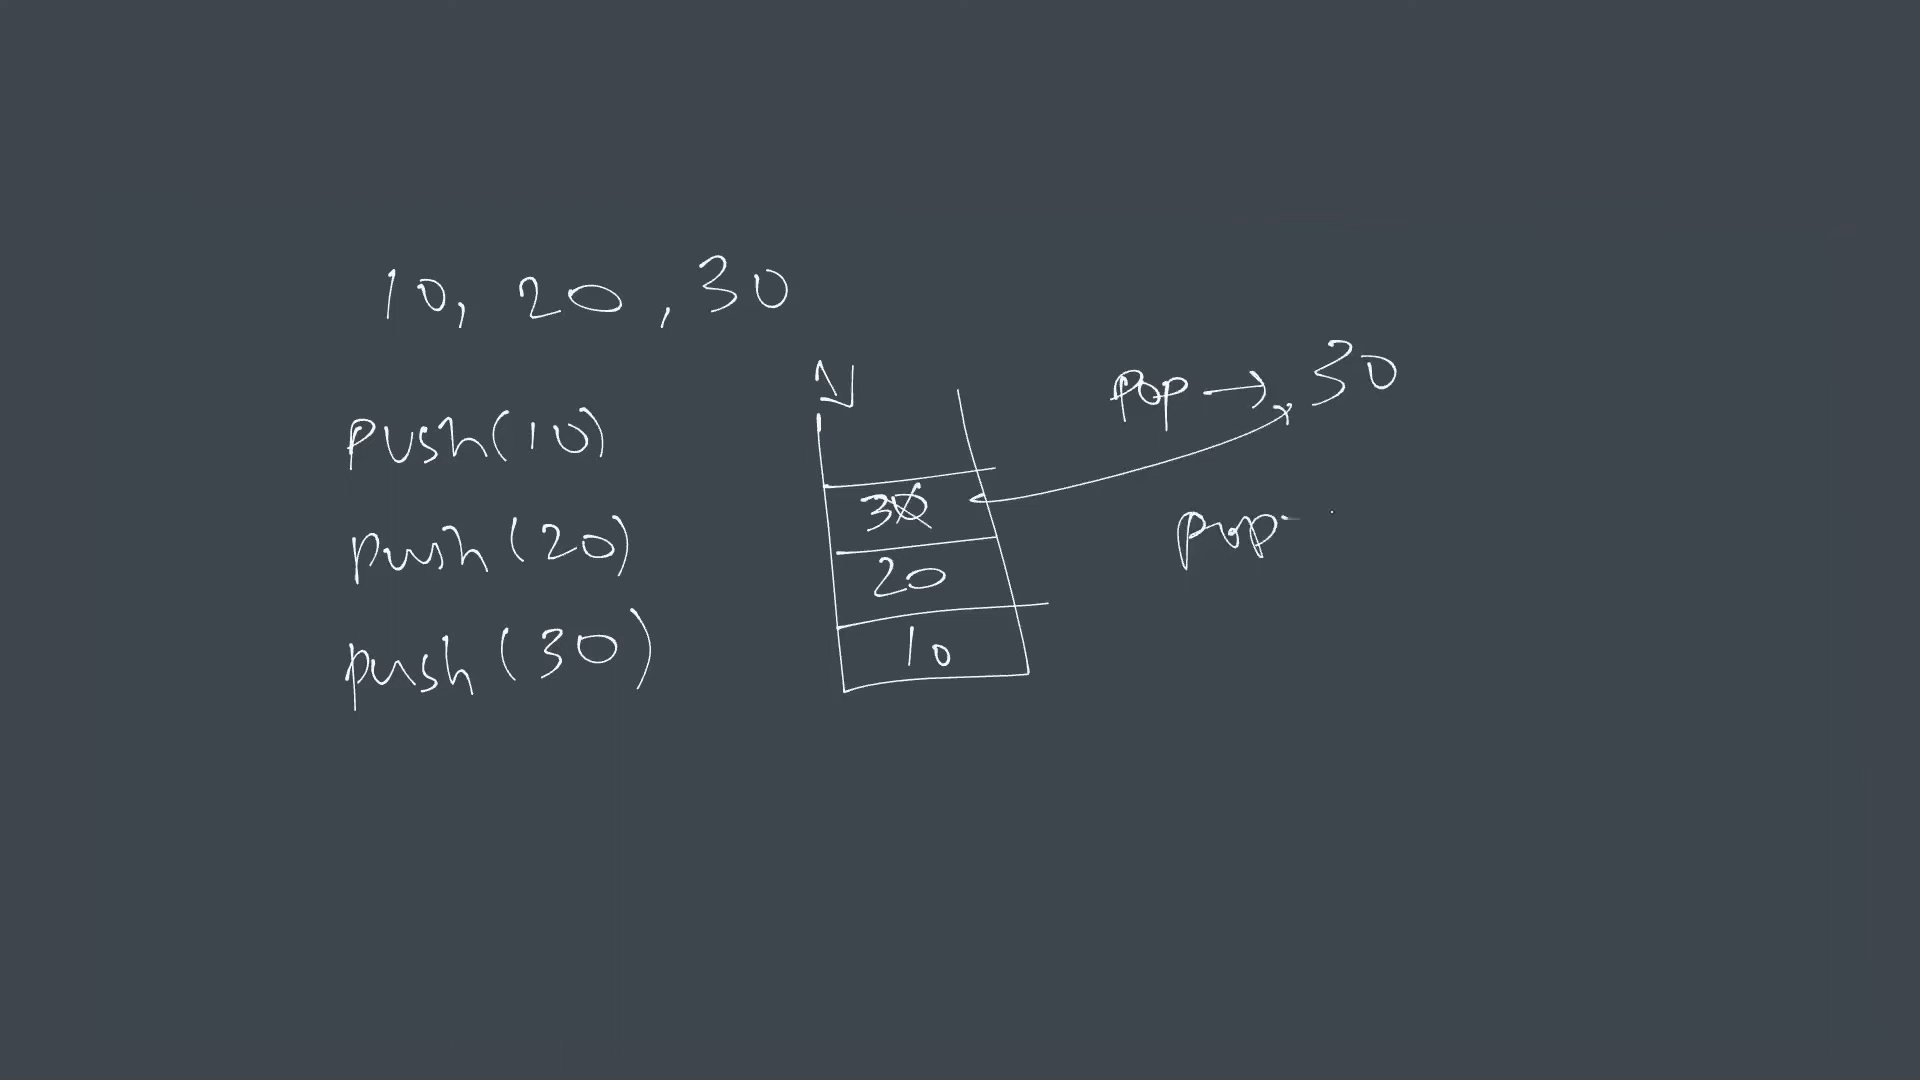 10, 20, 30
Push(10)
push (20)
push (30)
30
20
10
pop → 30
pop-